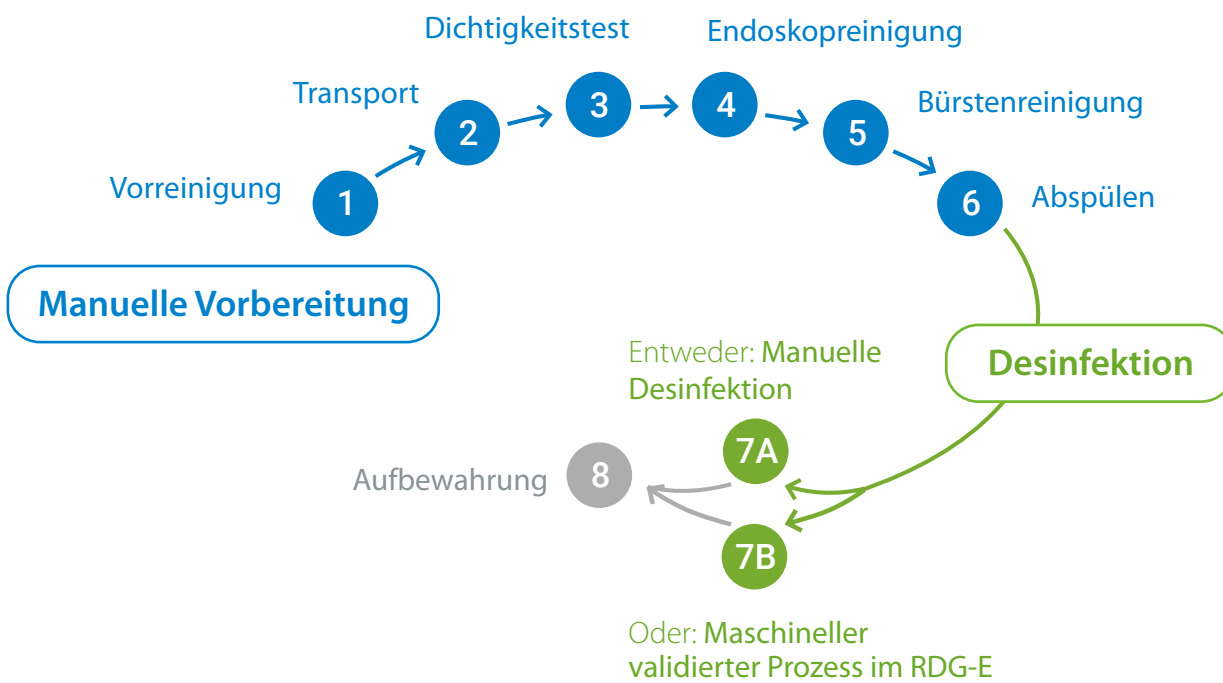 Dichtigkeitstest
Endoskopreinigung
Transport
3
4
Bürstenreinigung
2
5
Vorreinigung
1
6
Abspülen
Manuelle Vorbereitung
Entweder: Manuelle
Desinfektion
Desinfektion
7A
Aufbewahrung
8
7B
Oder: Maschineller
validierter Prozess im RDG-E